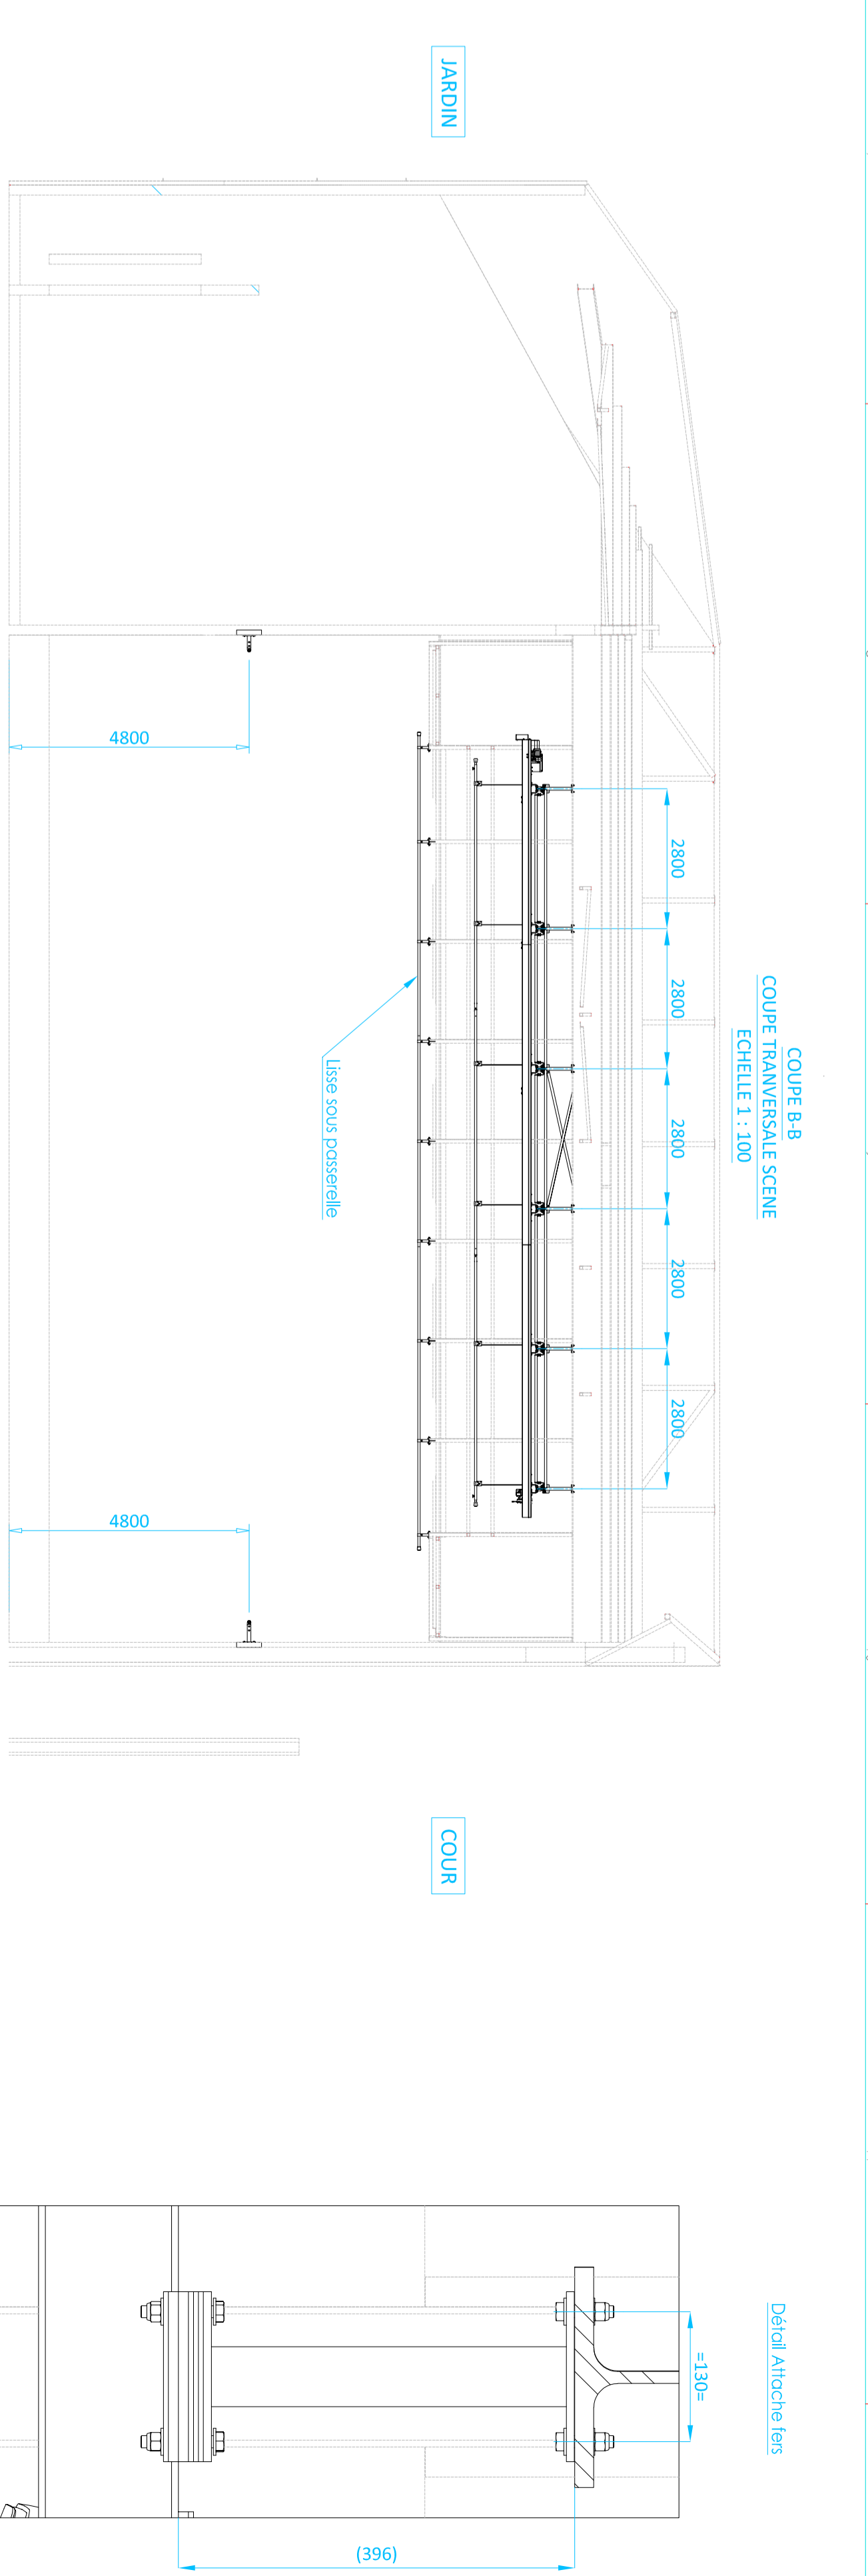 COUPE B-B
COUPE TRANVERSALE SCENE
ECHELLE 1 : 100
JARDIN
COUR
2800
2800
2800
2800
2800
4800
4800
Lisse sous passerelle
Détail Attache fers
=130=
(396)